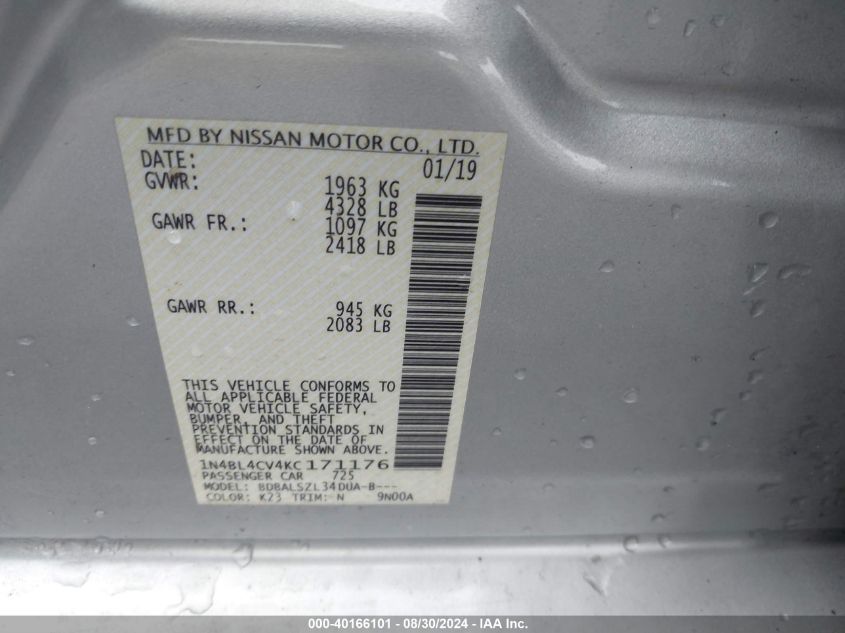 MFD BY NISSAN MOTOR CO., LTD.
DATE: 01/19
GVWR: 1963 KG
4328 LB
GAWR FR.: 1097 KG
2418 LB
GAWR RR.: 945 KG
2083 LB
THIS VEHICLE CONFORMS TO
ALL APPLICABLE FEDERAL
MOTOR VEHICLE SAFETY,
BUMPER, AND THEFT
PREVENTION STANDARDS IN
EFFECT ON THE DATE OF
MANUFACTURE SHOWN ABOVE.
1N4BL4CV4KC171176
PASSENGER CAR 725
MODEL: BDBALSZL34DUA-B---
COLOR: K23 TRIM: N 9N00A
000-40166101 - 08/30/2024 - IAA Inc.